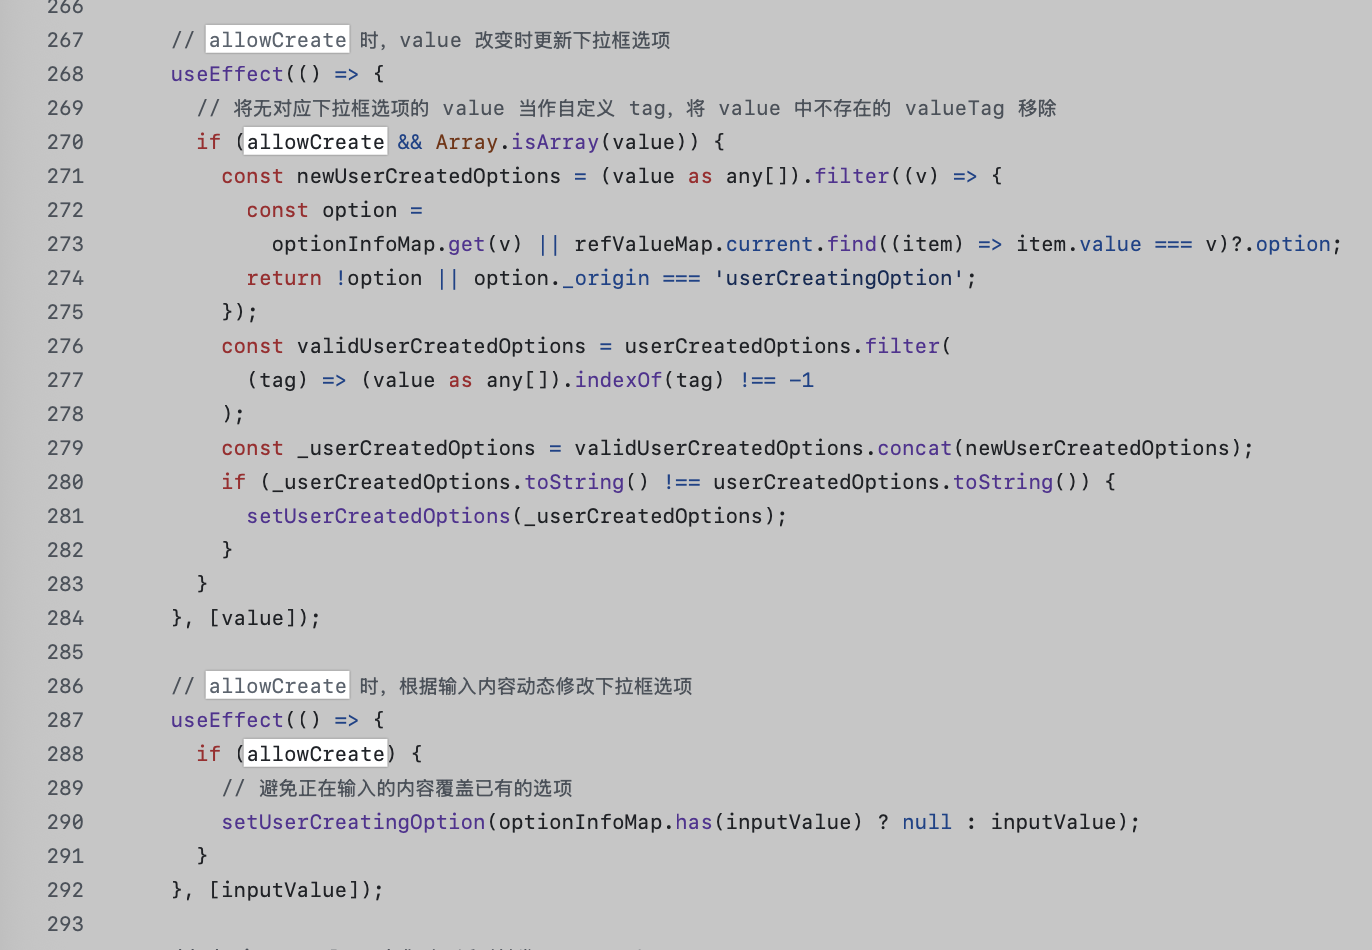 266
267 // allowCreate 时，value 改变时更新下拉框选项
268 useEffect(() => {
269 // 将无对应下拉框选项的 value 当作自定义 tag，将 value 中不存在的 valueTag 移除
270 if (allowCreate && Array.isArray(value)) {
271 const newUserCreatedOptions = (value as any[]).filter((v) => {
272 const option =
273 optionInfoMap.get(v) || refValueMap.current.find((item) => item.value === v)?.option;
274 return !option || option._origin === 'userCreatingOption';
275 });
276 const validUserCreatedOptions = userCreatedOptions.filter(
277 (tag) => (value as any[]).indexOf(tag) !== -1
278 );
279 const _userCreatedOptions = validUserCreatedOptions.concat(newUserCreatedOptions);
280 if (_userCreatedOptions.toString() !== userCreatedOptions.toString()) {
281 setUserCreatedOptions(_userCreatedOptions);
282 }
283 }
284 }, [value]);
285
286 // allowCreate 时，根据输入内容动态修改下拉框选项
287 useEffect(() => {
288 if (allowCreate) {
289 // 避免正在输入的内容覆盖已有的选项
290 setUserCreatingOption(optionInfoMap.has(inputValue) ? null : inputValue);
291 }
292 }, [inputValue]);
293